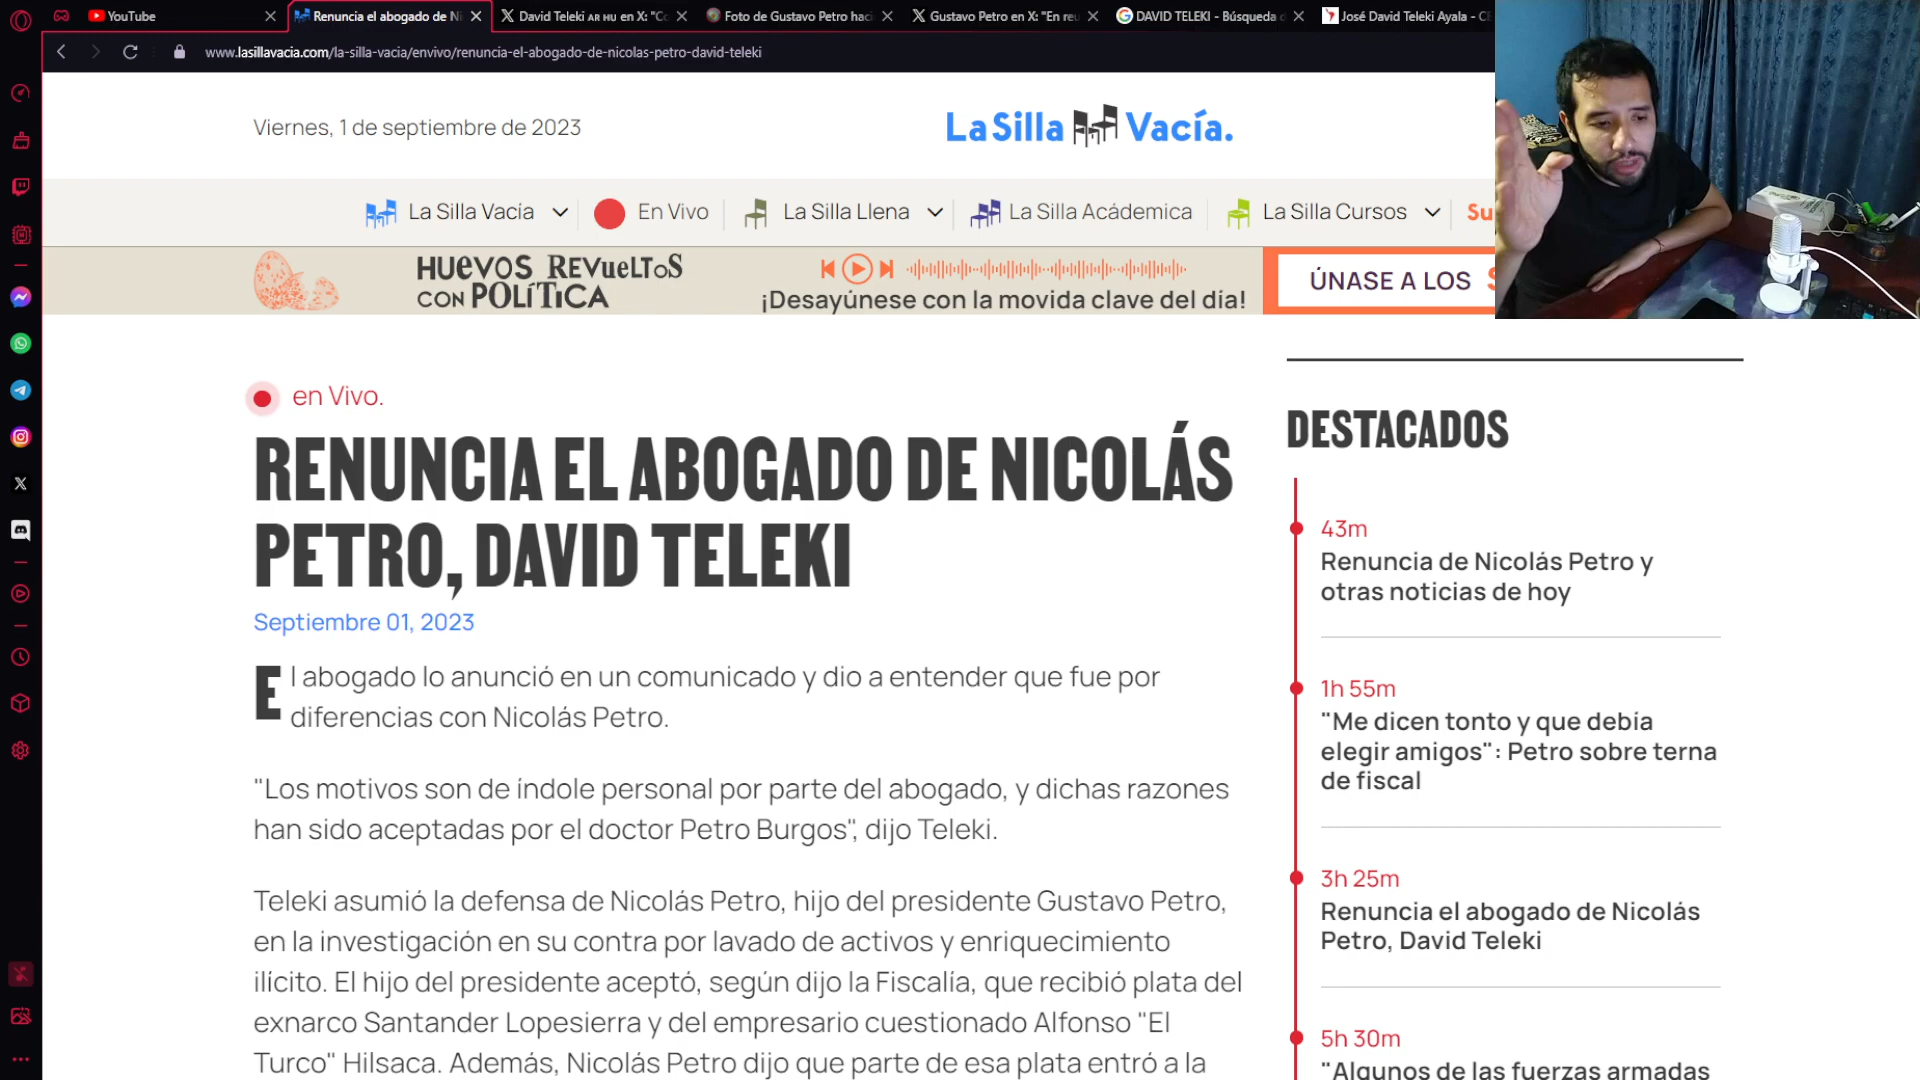 YouTube
Renuncia el abogado de Ni
David Teleki AR HU en X: "Co
Foto de Gustavo Petro haci
Gustavo Petro en X: "En reu
DAVID TELEKI - Búsqueda d
José David Teleki Ayala - CE
www.lasillavacia.com/la-silla-vacia/envivo/renuncia-el-abogado-de-nicolas-petro-david-teleki
Viernes, 1 de septiembre de 2023
La Silla Vacía.
La Silla Vacía
En Vivo
La Silla Llena
La Silla Acádemica
La Silla Cursos
Su
HUEVOS REVUELTOS
CON POLÍTICA
¡Desayúnese con la movida clave del día!
ÚNASE A LOS S
en Vivo.
RENUNCIA EL ABOGADO DE NICOLÁS
PETRO, DAVID TELEKI
Septiembre 01, 2023
El abogado lo anunció en un comunicado y dio a entender que fue por
diferencias con Nicolás Petro.
"Los motivos son de índole personal por parte del abogado, y dichas razones
han sido aceptadas por el doctor Petro Burgos", dijo Teleki.
Teleki asumió la defensa de Nicolás Petro, hijo del presidente Gustavo Petro,
en la investigación en su contra por lavado de activos y enriquecimiento
ilícito. El hijo del presidente aceptó, según dijo la Fiscalía, que recibió plata del
exnarco Santander Lopesierra y del empresario cuestionado Alfonso "El
Turco" Hilsaca. Además, Nicolás Petro dijo que parte de esa plata entró a la
DESTACADOS
43m
Renuncia de Nicolás Petro y
otras noticias de hoy
1h 55m
"Me dicen tonto y que debía
elegir amigos": Petro sobre terna
de fiscal
3h 25m
Renuncia el abogado de Nicolás
Petro, David Teleki
5h 30m
"Algunos de las fuerzas armadas